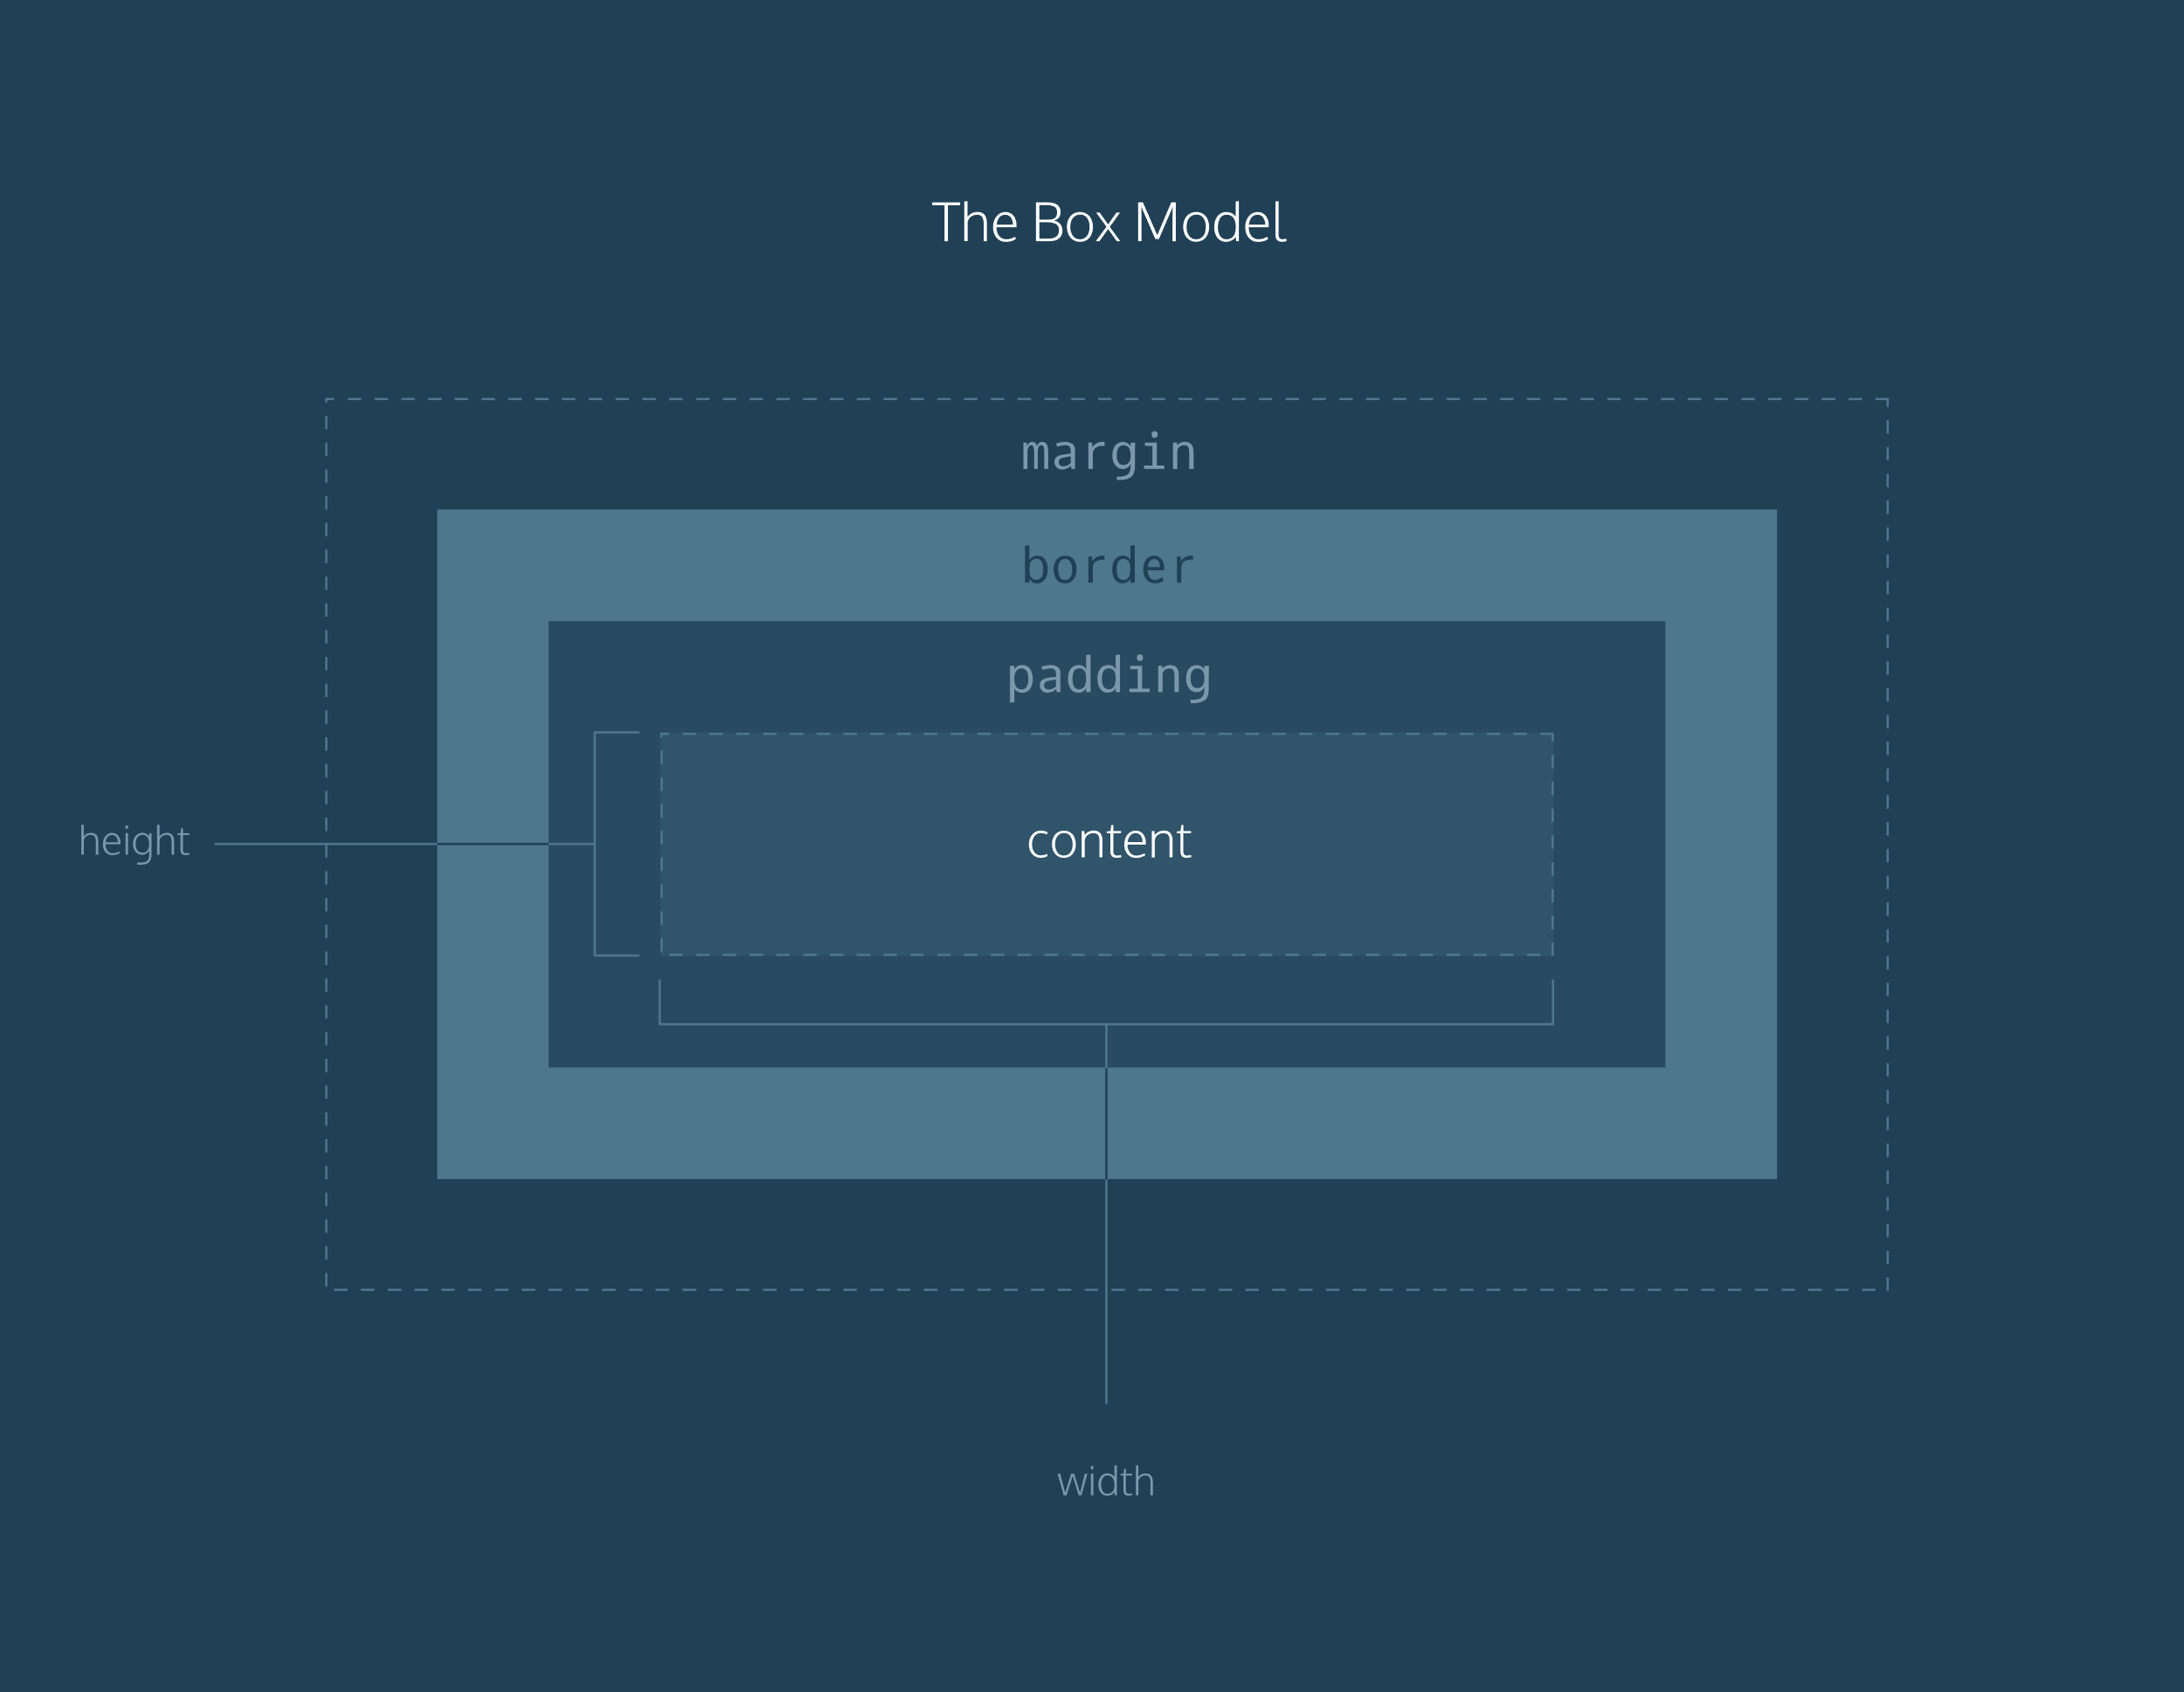 The Box Model
margin
border
padding
content
height
width